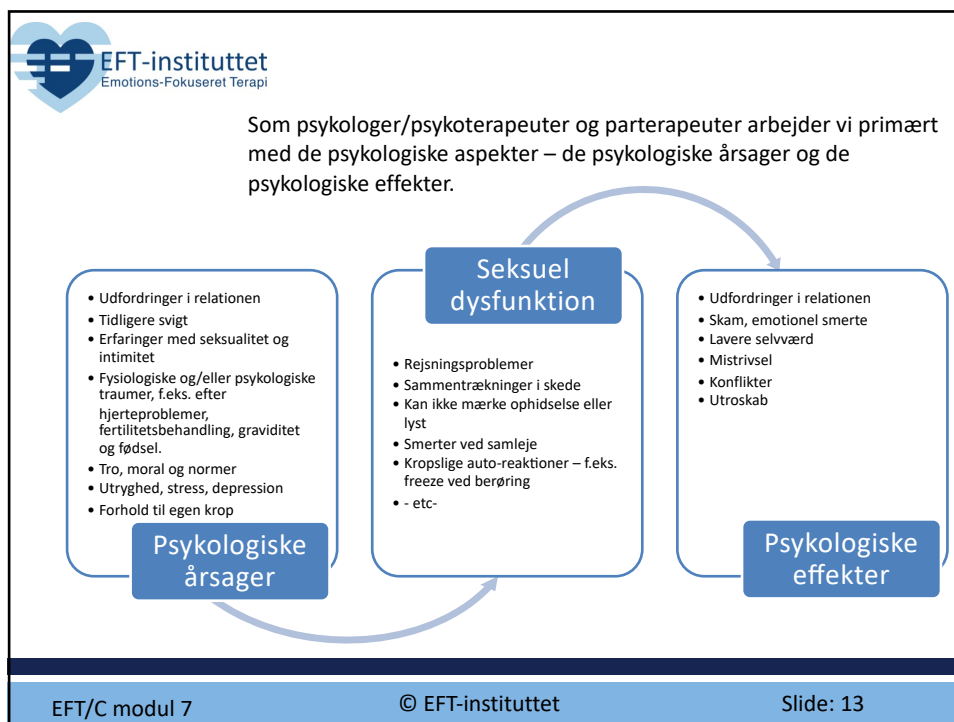 EFT-instituttet
Emotions-Fokuseret Terapi
Som psykologer/psykoterapeuter og parterapeuter arbejder vi primært
med de psykologiske aspekter – de psykologiske årsager og de
psykologiske effekter.
• Udfordringer i relationen
• Tidligere svigt
• Erfaringer med seksualitet og
intimitet
• Fysiologiske og/eller psykologiske
traumer, f.eks. efter
hjerteproblemer,
fertilitetsbehandling, graviditet
og fødsel.
• Tro, moral og normer
• Utryghed, stress, depression
• Forhold til egen krop
Psykologiske
årsager
Seksuel
dysfunktion
• Rejsningsproblemer
• Sammentrækninger i skede
• Kan ikke mærke ophidselse eller
lyst
• Smerter ved samleje
• Kropslige auto-reaktioner – f.eks.
freeze ved berøring
• - etc-
• Udfordringer i relationen
• Skam, emotionel smerte
• Lavere selvværd
• Mistrivsel
• Konflikter
• Utroskab
Psykologiske
effekter
EFT/C modul 7
© EFT-instituttet
Slide: 13